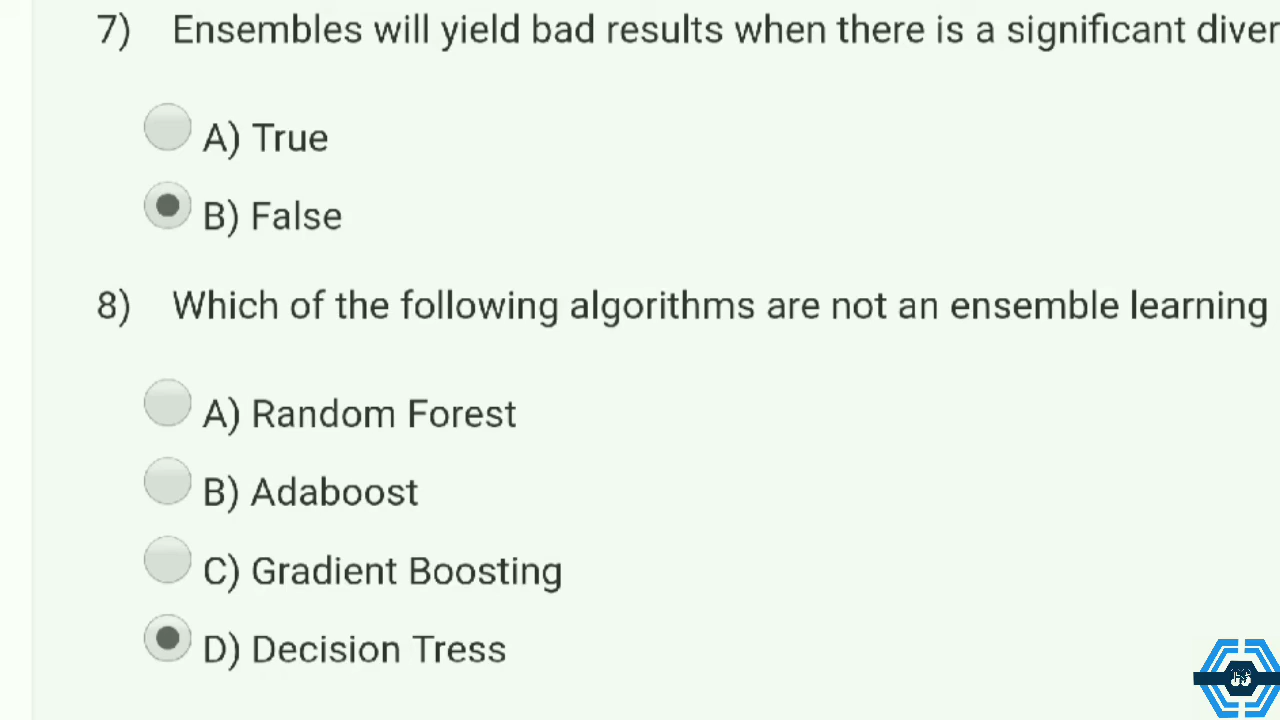 7) Ensembles will yield bad results when there is a significant diver
A) True
B) False
8) Which of the following algorithms are not an ensemble learning
A) Random Forest
B) Adaboost
C) Gradient Boosting
D) Decision Tress